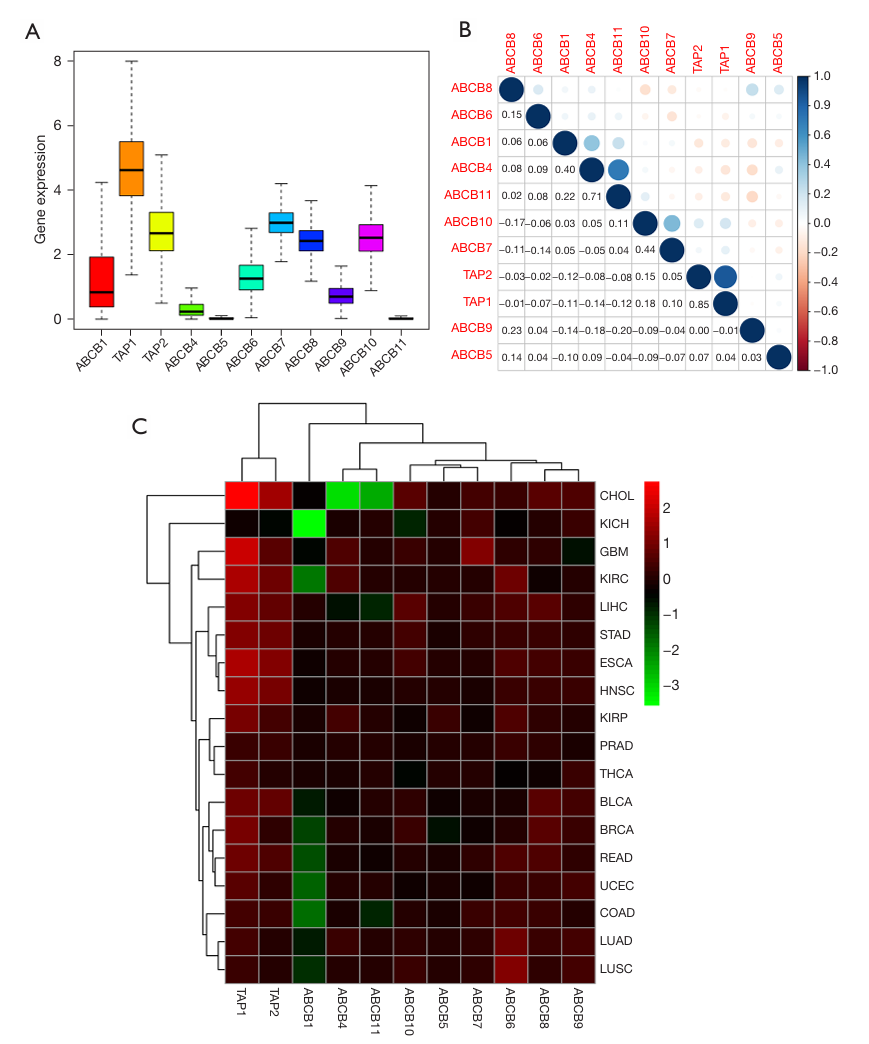 A
Gene expression
8
6
4
2
0
ABCB1 TAP1 TAP2 ABCB4 ABCB5 ABCB6 ABCB7 ABCB8 ABCB9 ABCB10 ABCB11
B
ABCB8 ABCB6 ABCB1 ABCB4 ABCB11 ABCB10 ABCB7 TAP2 TAP1 ABCB9 ABCB5
ABCB8
ABCB6 0.15
ABCB1 0.06 0.06
ABCB4 0.08 0.09 0.40
ABCB11 0.02 0.08 0.22 0.71
ABCB10 −0.17 −0.06 0.03 0.05 0.11
ABCB7 −0.11 −0.14 0.05 −0.05 0.04 0.44
TAP2 −0.03 −0.02 −0.12 −0.08 −0.08 0.15 0.05
TAP1 −0.01 −0.07 −0.11 −0.14 −0.12 0.18 0.10 0.85
ABCB9 0.23 0.04 −0.14 −0.18 −0.20 −0.09 −0.04 0.00 −0.01
ABCB5 0.14 0.04 −0.10 0.09 −0.04 −0.09 −0.07 0.07 0.04 0.03
1.0
0.8
0.6
0.4
0.2
0.0
−0.2
−0.4
−0.6
−0.8
−1.0
C
CHOL
KICH
GBM
KIRC
LIHC
STAD
ESCA
HNSC
KIRP
PRAD
THCA
BLCA
BRCA
READ
UCEC
COAD
LUAD
LUSC
2
1
0
−1
−2
−3
TAP1 TAP2 ABCB1 ABCB4 ABCB11 ABCB10 ABCB5 ABCB7 ABCB6 ABCB8 ABCB9